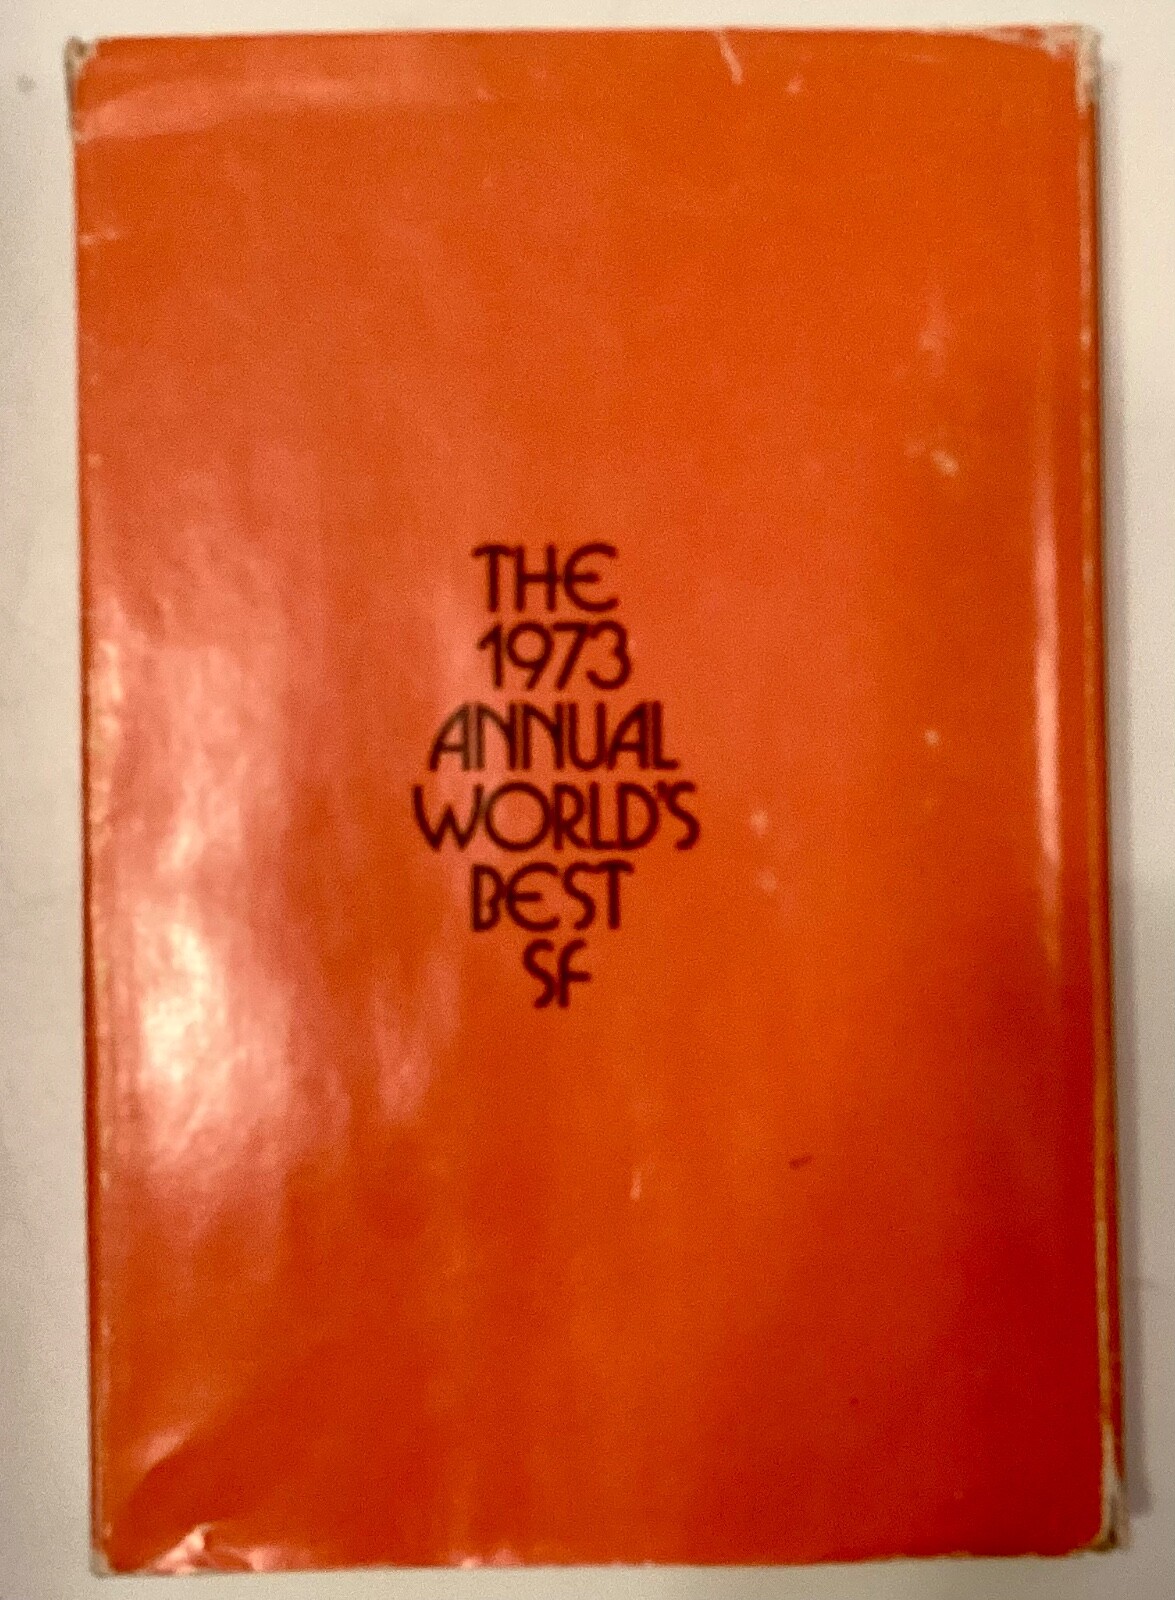 THE
1973
ANNUAL
WORLD'S
BEST
SF